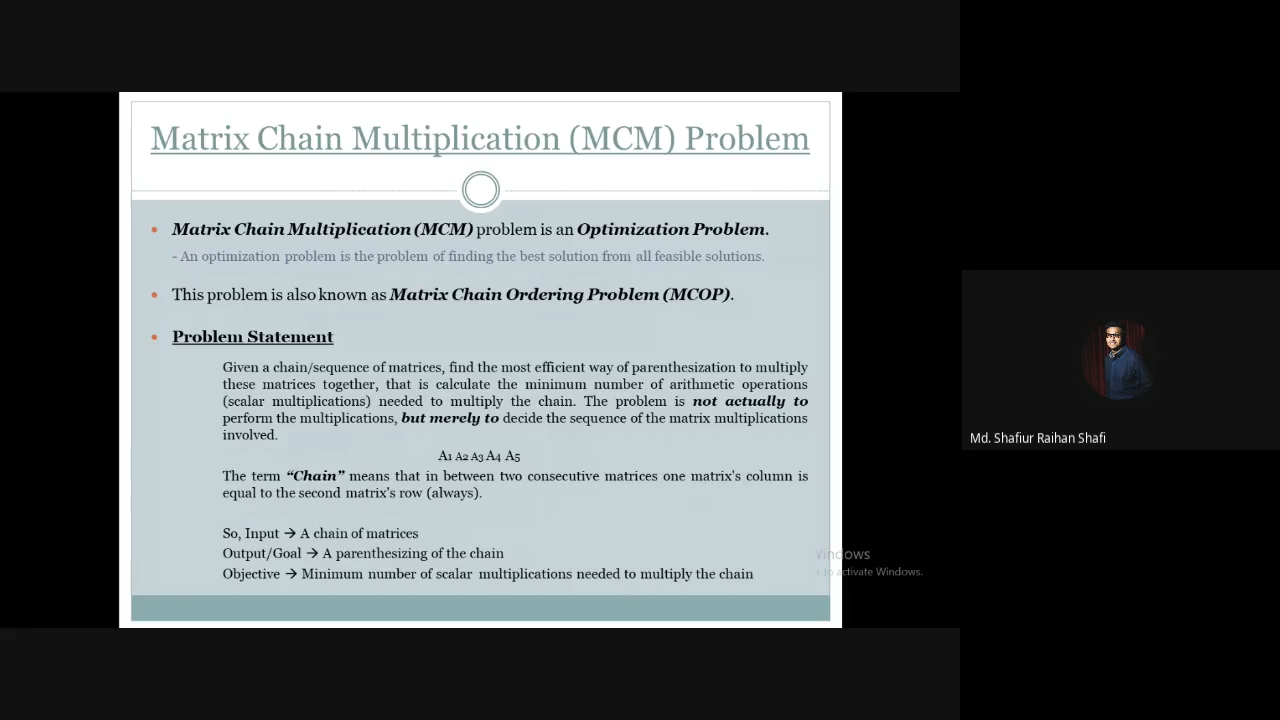 Matrix Chain Multiplication (MCM) Problem
• Matrix Chain Multiplication (MCM) problem is an Optimization Problem.
- An optimization problem is the problem of finding the best solution from all feasible solutions.
• This problem is also known as Matrix Chain Ordering Problem (MCOP).
• Problem Statement
Given a chain/sequence of matrices, find the most efficient way of parenthesization to multiply
these matrices together, that is calculate the minimum number of arithmetic operations
(scalar multiplications) needed to multiply the chain. The problem is not actually to
perform the multiplications, but merely to decide the sequence of the matrix multiplications
involved.
A1 A2 A3 A4 A5
The term “Chain” means that in between two consecutive matrices one matrix's column is
equal to the second matrix's row (always).
So, Input → A chain of matrices
Output/Goal → A parenthesizing of the chain
Objective → Minimum number of scalar multiplications needed to multiply the chain
Windows
to activate Windows.
Md. Shafiur Raihan Shafi